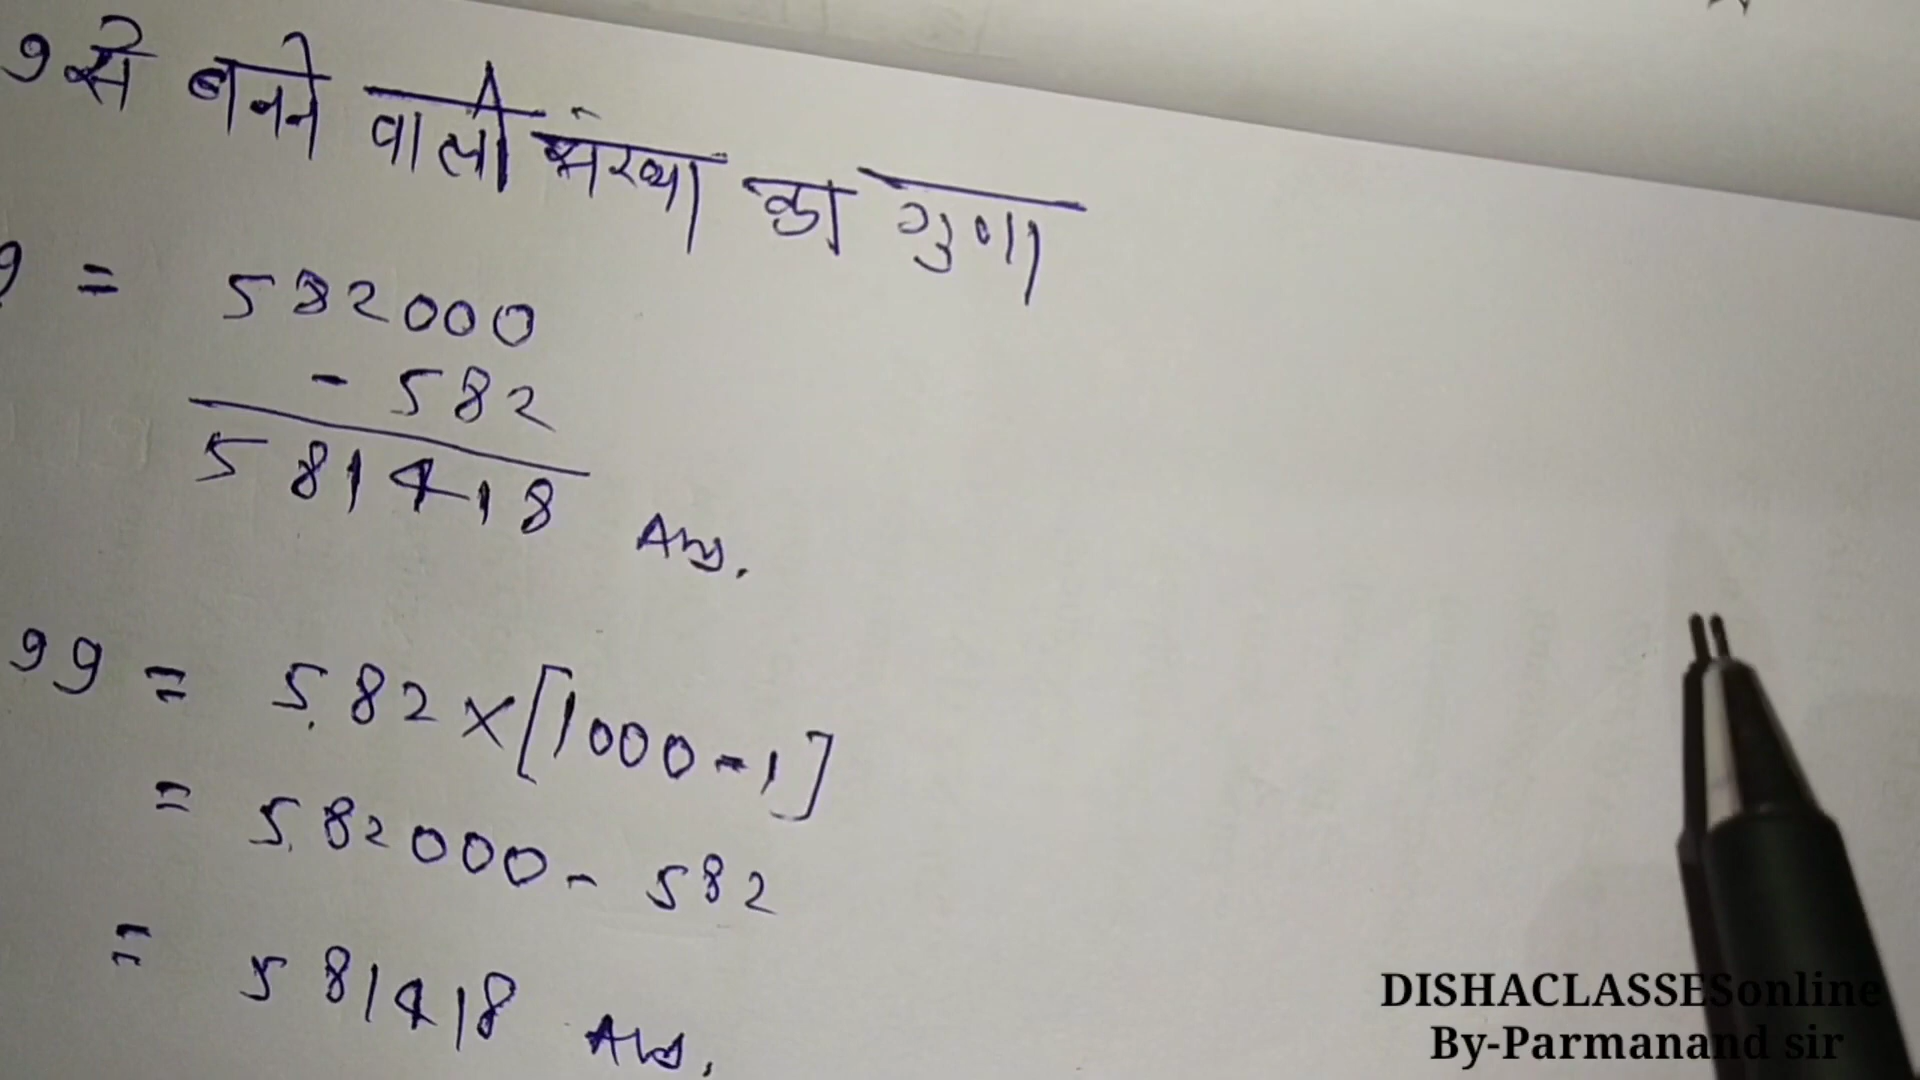 9 से बनने वाली संख्या का गुणा
9 = 582000
- 582
581418 Ans.
99 = 582 × [1000 - 1]
= 582000 - 582
= 581418 Ans.
DISHACLASSESonline
By-Parmanand sir